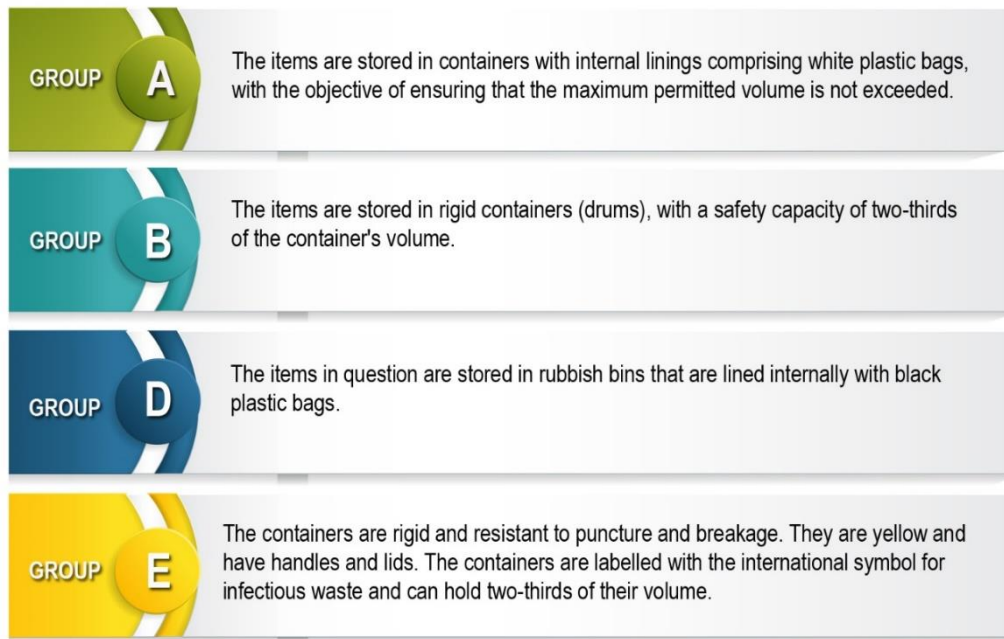 GROUP A
The items are stored in containers with internal linings comprising white plastic bags,
with the objective of ensuring that the maximum permitted volume is not exceeded.
GROUP B
The items are stored in rigid containers (drums), with a safety capacity of two-thirds
of the container's volume.
GROUP D
The items in question are stored in rubbish bins that are lined internally with black
plastic bags.
GROUP E
The containers are rigid and resistant to puncture and breakage. They are yellow and
have handles and lids. The containers are labelled with the international symbol for
infectious waste and can hold two-thirds of their volume.